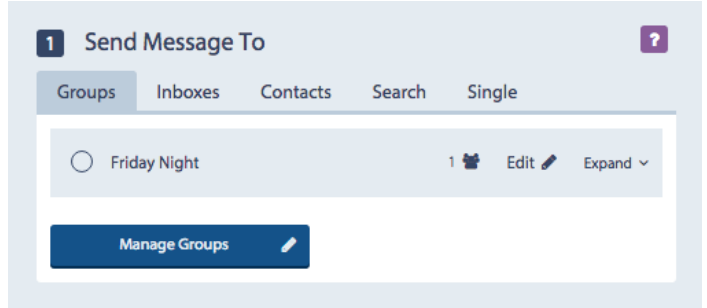 1 Send Message To ?
Groups Inboxes Contacts Search Single
Friday Night 1 Edit Expand
Manage Groups